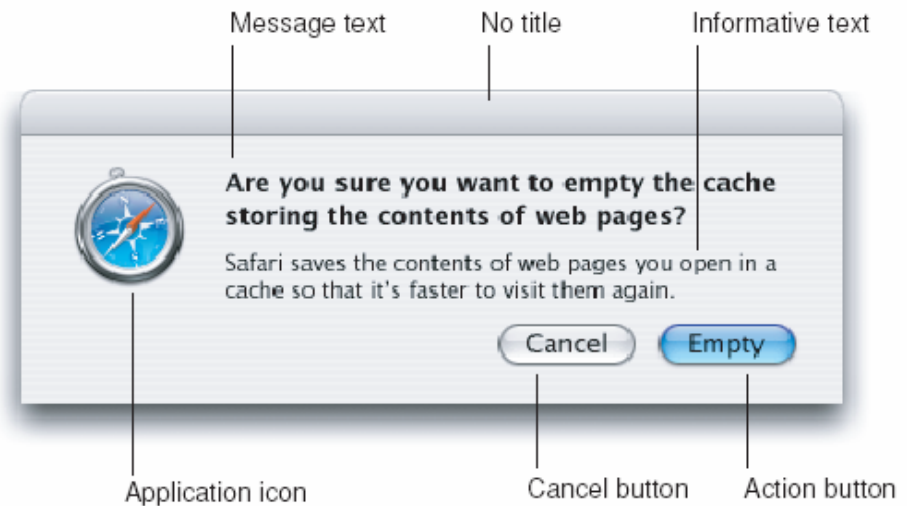 Message text
No title
Informative text
Are you sure you want to empty the cache
storing the contents of web pages?
Safari saves the contents of web pages you open in a
cache so that it's faster to visit them again.
Cancel
Empty
Application icon
Cancel button
Action button